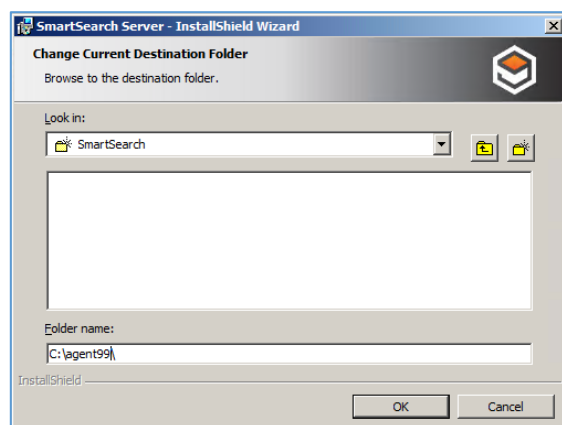 SmartSearch Server - InstallShield Wizard
Change Current Destination Folder
Browse to the destination folder.
Look in:
SmartSearch
Folder name:
C:\agent99\
InstallShield
OK Cancel